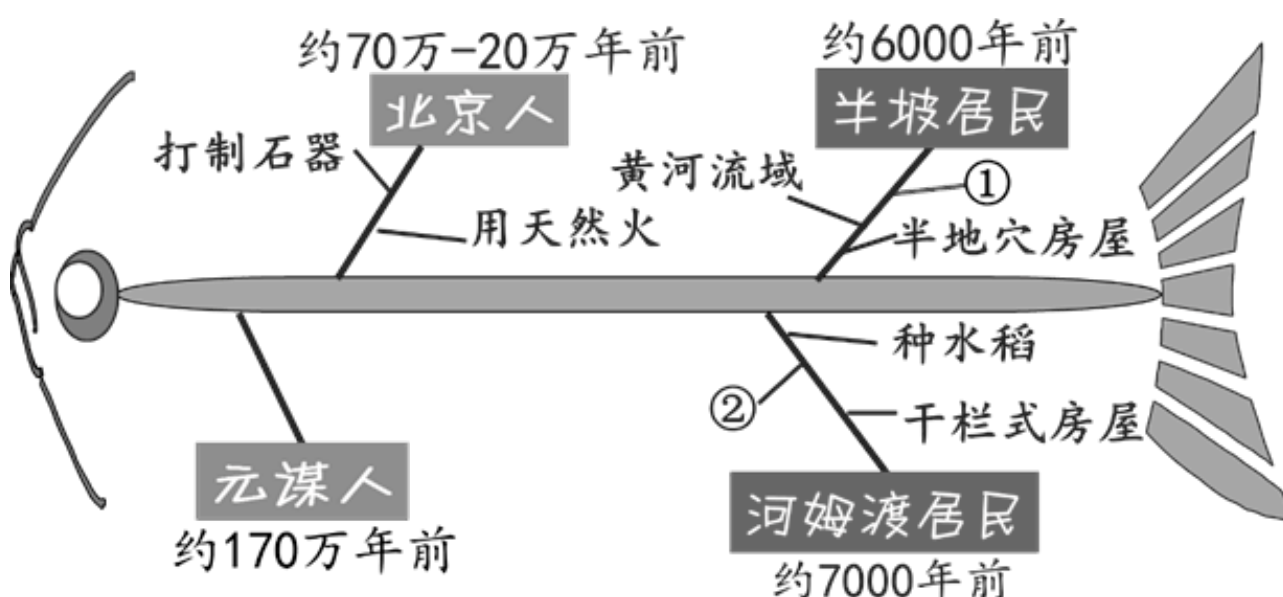 约70万-20万年前
北京人
打制石器
用天然火
约6000年前
半坡居民
黄河流域
①
半地穴房屋
元谋人
约170万年前
种水稻
②
干栏式房屋
河姆渡居民
约7000年前